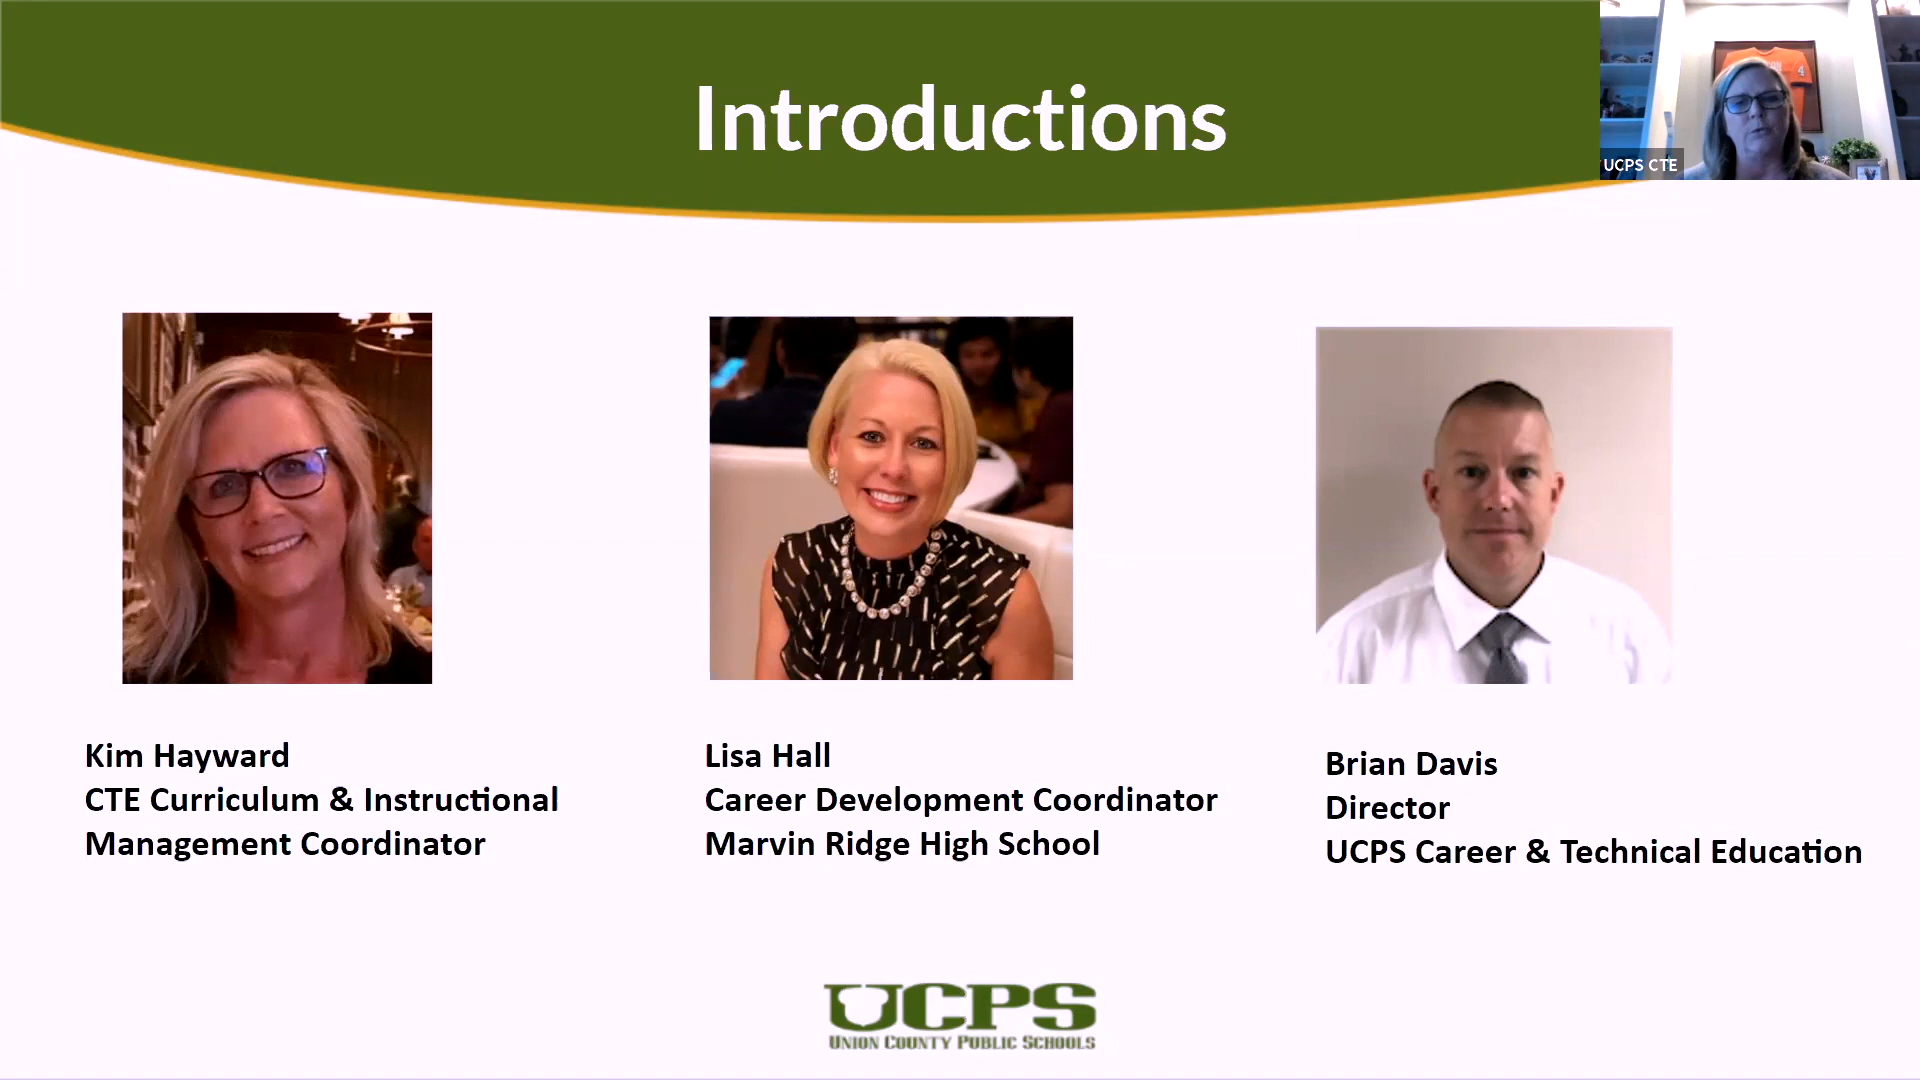 Introductions
4
UCPS CTE
Kim Hayward
CTE Curriculum & Instructional
Management Coordinator
Lisa Hall
Career Development Coordinator
Marvin Ridge High School
Brian Davis
Director
UCPS Career & Technical Education
UCPS
UNION COUNTY PUBLIC SCHOOLS